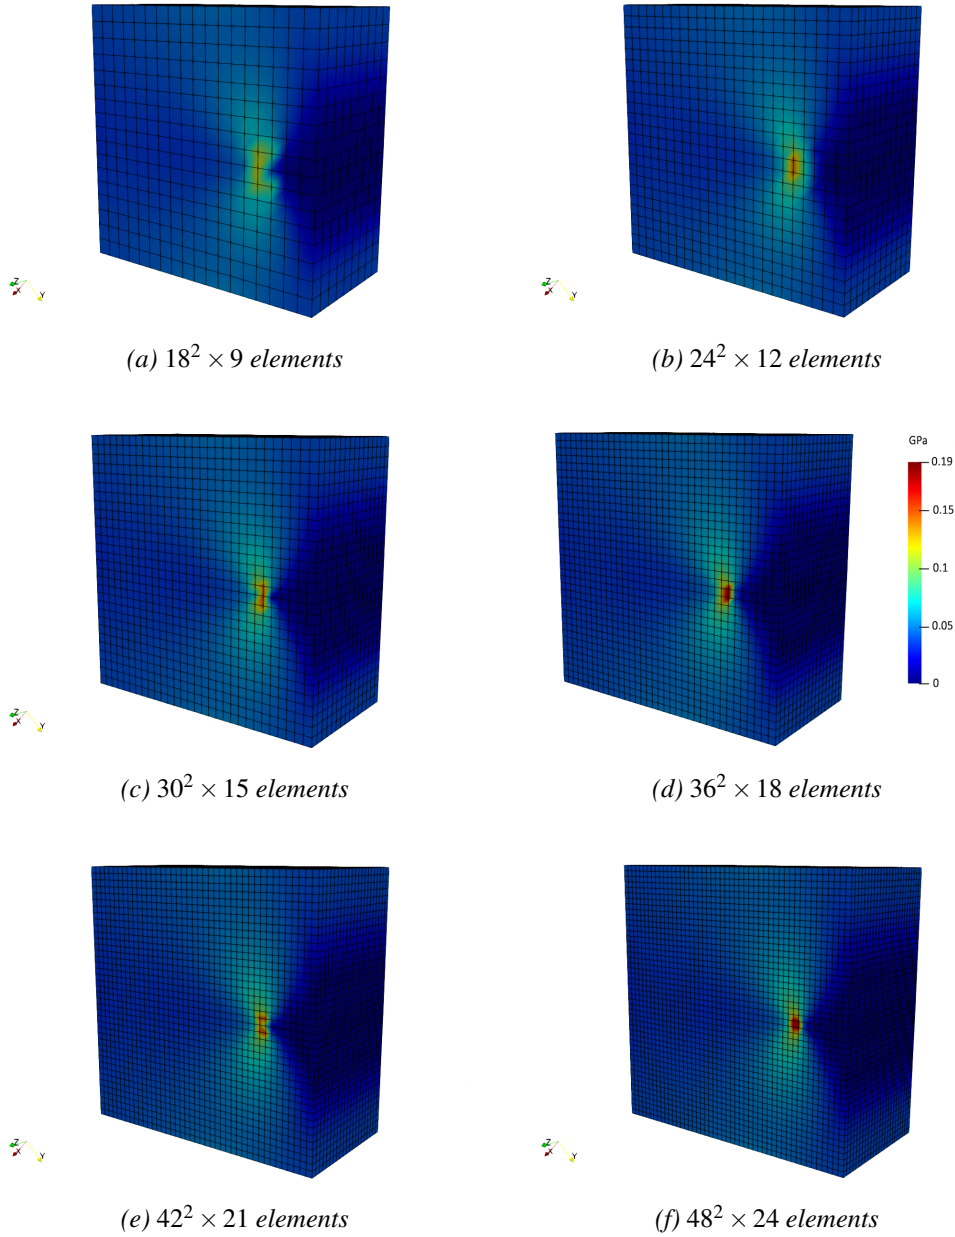 Z
X
Y
(a) 18² × 9 elements
Z
X
Y
(b) 24² × 12 elements
Z
X
Y
(c) 30² × 15 elements
GPa
0.19
0.15
0.1
0.05
0
(d) 36² × 18 elements
Z
X
Y
(e) 42² × 21 elements
Z
X
Y
(f) 48² × 24 elements